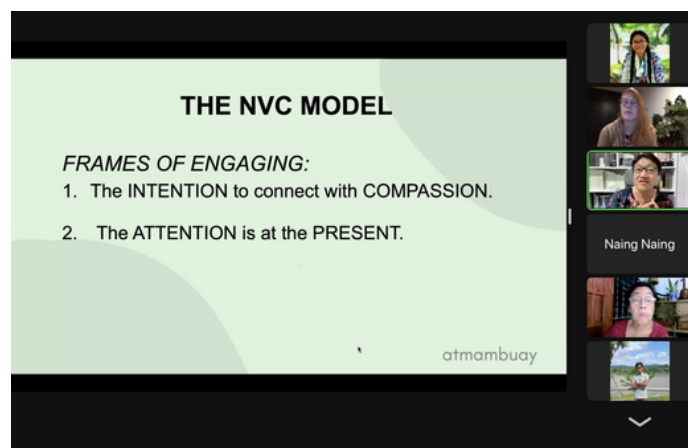 THE NVC MODEL
FRAMES OF ENGAGING:
1. The INTENTION to connect with COMPASSION.
2. The ATTENTION is at the PRESENT.
atmambuay
Naing Naing